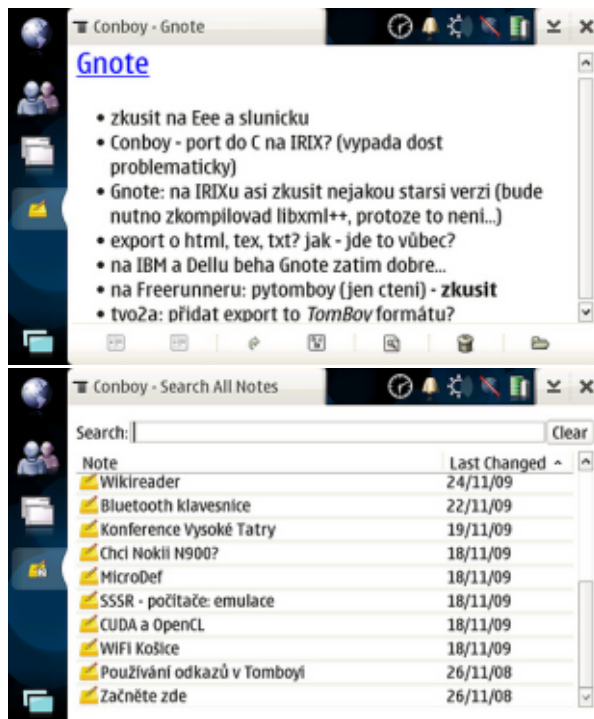 Conboy - Gnote
Gnote
• zkusit na Eee a slunicku
• Conboy - port do C na IRIX? (vypada dost
problematicky)
• Gnote: na IRIXu asi zkusit nejakou starsi verzi (bude
nutno zkompilovad libxml++, protoze to neni...)
• export o html, tex, txt? jak - jde to vůbec?
• na IBM a Dellu beha Gnote zatim dobre...
• na Freerunneru: pytomboy (jen cteni) - zkusit
• tvo2a: přidat export to TomBoy formátu?
Conboy - Search All Notes
Search: Clear
Note Last Changed
Wikireader 24/11/09
Bluetooth klavesnice 22/11/09
Konference Vysoké Tatry 19/11/09
Chci Nokii N900? 18/11/09
MicroDef 18/11/09
SSSR - počítače: emulace 18/11/09
CUDA a OpenCL 18/11/09
WiFi Košice 18/11/09
Používání odkazů v Tomboyi 26/11/08
Začněte zde 26/11/08